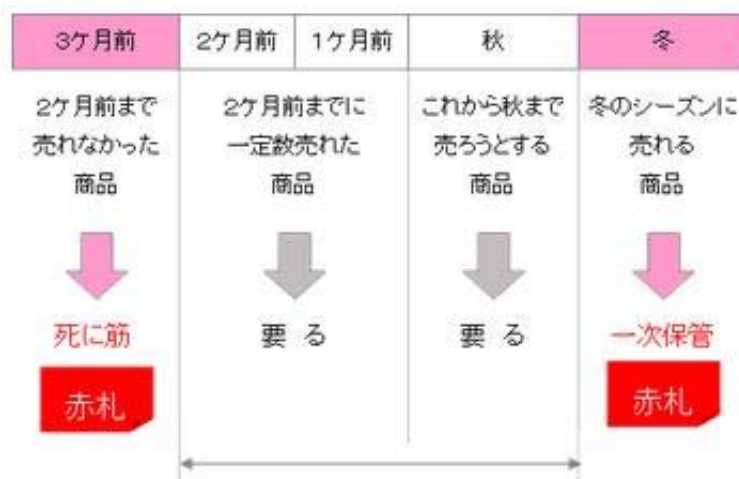 3ケ月前
2ケ月前
1ケ月前
秋
冬
2ケ月前まで
売れなかった
商品
2ケ月前までに
一定数売れた
商品
これから秋まで
売ろうとする
商品
冬のシーズンに
売れる
商品
死に筋
要 る
要 る
一次保管
赤札
赤札